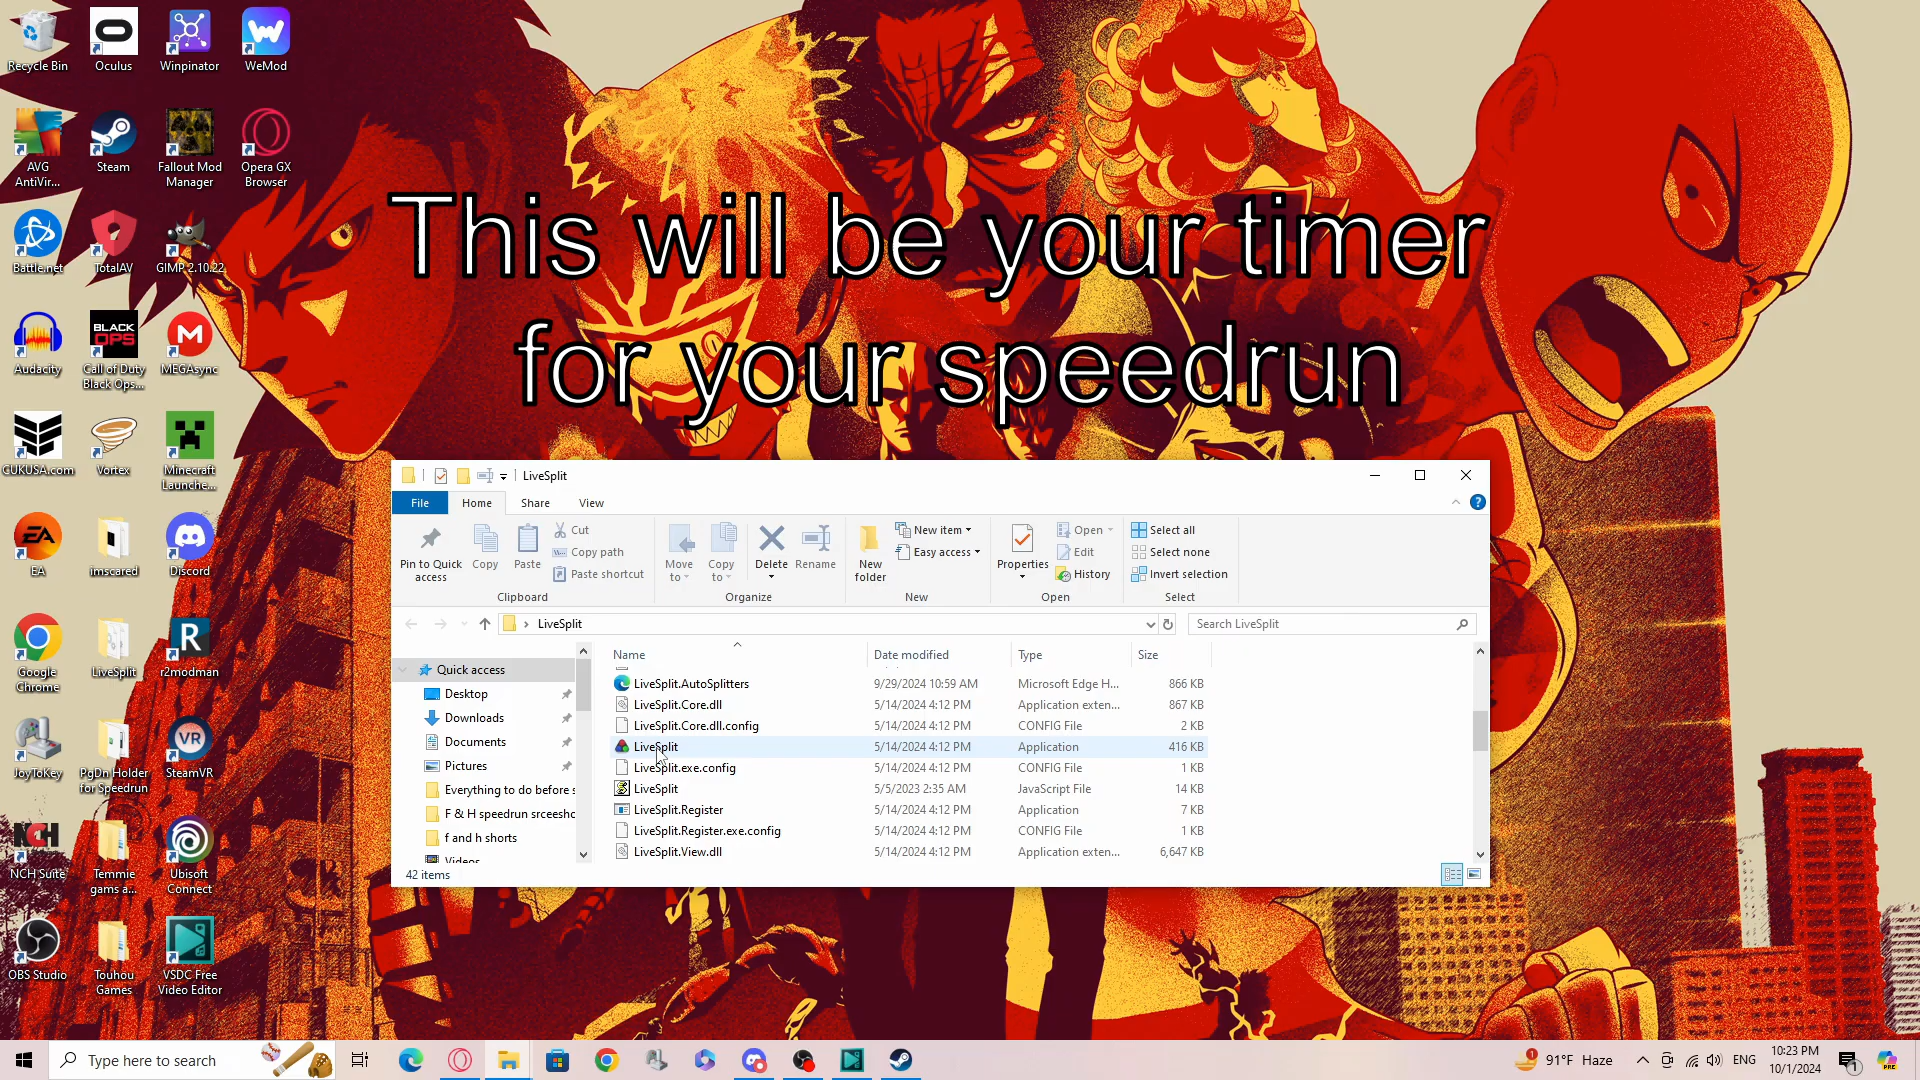 This will be your timer
for your speedrun
Recycle Bin
Oculus
Winpinator
WeMod
AVG
AntiVir...
Steam
Fallout Mod
Manager
Opera GX
Browser
Battle.net
TotalAV
GIMP 2.10.22
Audacity
BLACK
OPS
Call of Duty
Black Ops...
MEGAsync
CUKUSA.com
Vortex
Minecraft
Launche...
EA
imscared
Discord
Google
Chrome
LiveSplit
r2modman
JoyToKey
PgDn Holder
for Speedrun
VR
SteamVR
NCH
NCH Suite
Temmie
gams a...
Ubisoft
Connect
OBS Studio
Touhou
Games
VSDC Free
Video Editor
LiveSplit
File
Home
Share
View
Pin to Quick
access
Copy
Paste
Cut
Copy path
Paste shortcut
Clipboard
Move
to
Copy
to
Delete
Rename
Organize
New
folder
New item
Easy access
New
Properties
Open
Edit
History
Open
Select all
Select none
Invert selection
Select
LiveSplit
Search LiveSplit
Quick access
Desktop
Downloads
Documents
Pictures
Everything to do before s
F & H speedrun srceesho
f and h shorts
Videos
Name Date modified Type Size
LiveSplit.AutoSplitters 9/29/2024 10:59 AM Microsoft Edge H... 866 KB
LiveSplit.Core.dll 5/14/2024 4:12 PM Application exten... 867 KB
LiveSplit.Core.dll.config 5/14/2024 4:12 PM CONFIG File 2 KB
LiveSplit 5/14/2024 4:12 PM Application 416 KB
LiveSplit.exe.config 5/14/2024 4:12 PM CONFIG File 1 KB
LiveSplit 5/5/2023 2:35 AM JavaScript File 14 KB
LiveSplit.Register 5/14/2024 4:12 PM Application 7 KB
LiveSplit.Register.exe.config 5/14/2024 4:12 PM CONFIG File 1 KB
LiveSplit.View.dll 5/14/2024 4:12 PM Application exten... 6,647 KB
42 items
Type here to search
91°F Haze
ENG
10:23 PM
10/1/2024